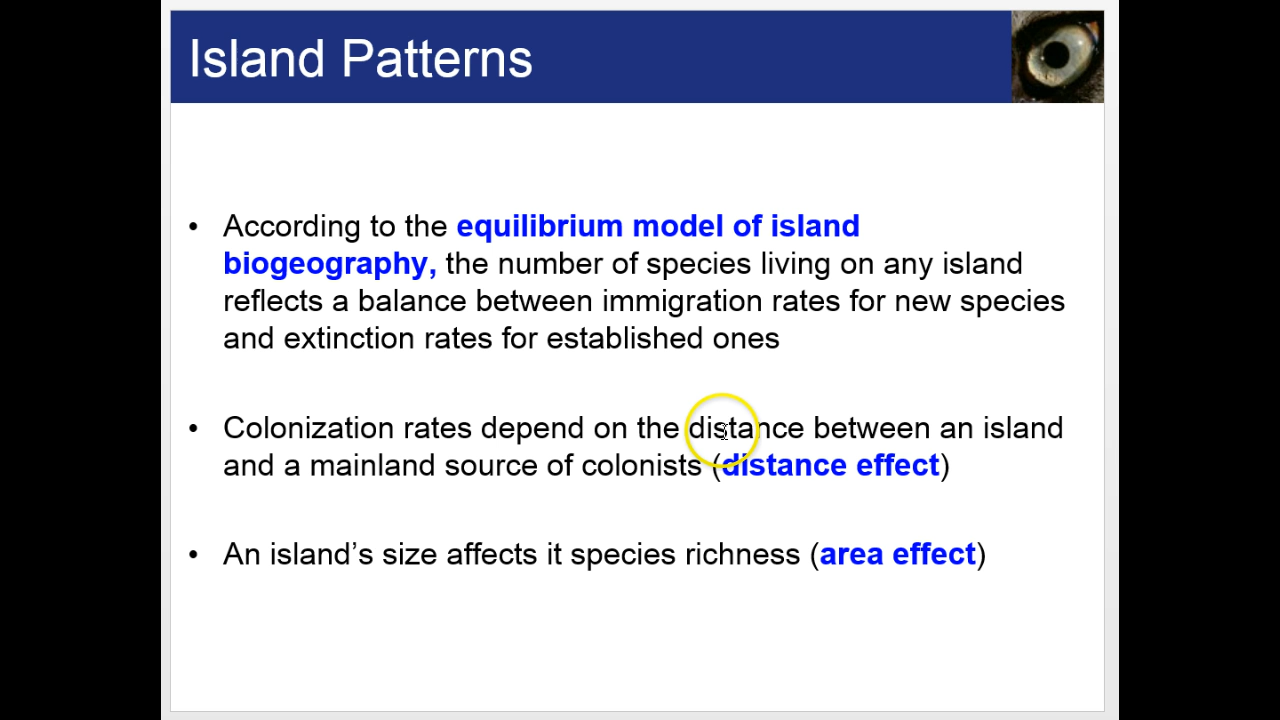 Island Patterns
• According to the equilibrium model of island
biogeography, the number of species living on any island
reflects a balance between immigration rates for new species
and extinction rates for established ones
• Colonization rates depend on the distance between an island
and a mainland source of colonists (distance effect)
• An island’s size affects it species richness (area effect)